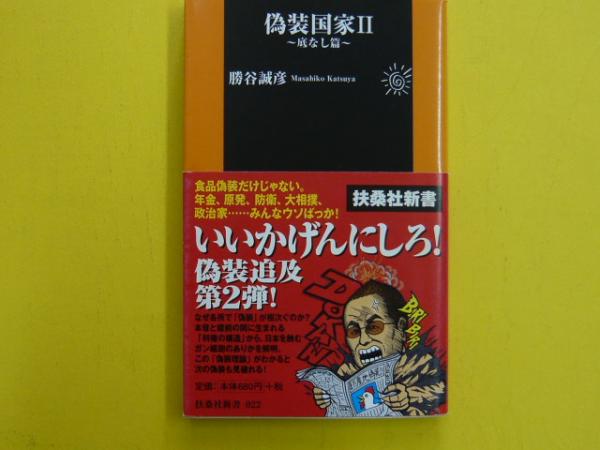 偽装国家II
～底なし篇～
勝谷誠彦 Masahiko Katsuya
食品偽装だけじゃない。
年金、原発、防衛、大相撲、
政治家……みんなウソばっか！
扶桑社新書
いいかげんにしろ！
偽装追及
第2弾！
なぜ各所で「偽装」が相次ぐのか？
本音と建前の間に生まれる
「利権の構造」から、日本を蝕む
ガン細胞のありかを解明。
この「偽装理論」がわかると
次の偽装も見破れる！
BiRi
BiRi
定価：本体680円＋税
扶桑社新書 022